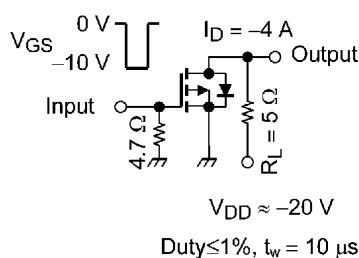 0 V
V_GS
−10 V
I_D = −4 A
Output
Input
4.7 Ω
R_L = 5 Ω
V_DD ≈ −20 V
Duty≤1%, t_w = 10 μs